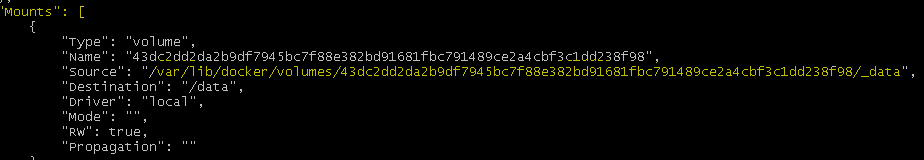 "Mounts": [
{
"Type": "volume",
"Name": "43dc2dd2da2b9df7945bc7f88e382bd91681fbc791489ce2a4cbf3c1dd238f98",
"Source": "/var/lib/docker/volumes/43dc2dd2da2b9df7945bc7f88e382bd91681fbc791489ce2a4cbf3c1dd238f98/_data",
"Destination": "/data",
"Driver": "local",
"Mode": "",
"RW": true,
"Propagation": ""